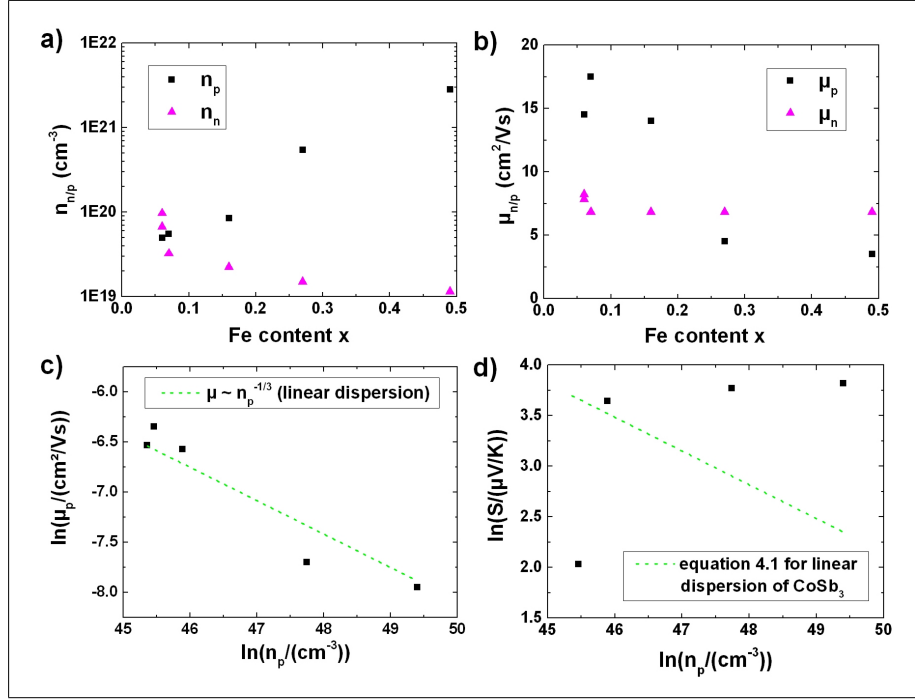 a)
1E22
1E21
1E20
1E19
n_p
n_n
n_n/p (cm⁻³)
0.0 0.1 0.2 0.3 0.4 0.5
Fe content x
b)
20
15
10
5
0
μ_p
μ_n
μ_n/p (cm²/Vs)
0.0 0.1 0.2 0.3 0.4 0.5
Fe content x
c)
-6.0
-6.5
-7.0
-7.5
-8.0
μ ~ n_p^-1/3 (linear dispersion)
ln(μ_p/(cm²/Vs))
45 46 47 48 49 50
ln(n_p/(cm⁻³))
d)
4.0
3.5
3.0
2.5
2.0
1.5
ln(S/(μV/K))
equation 4.1 for linear
dispersion of CoSb₃
45 46 47 48 49 50
ln(n_p/(cm⁻³))